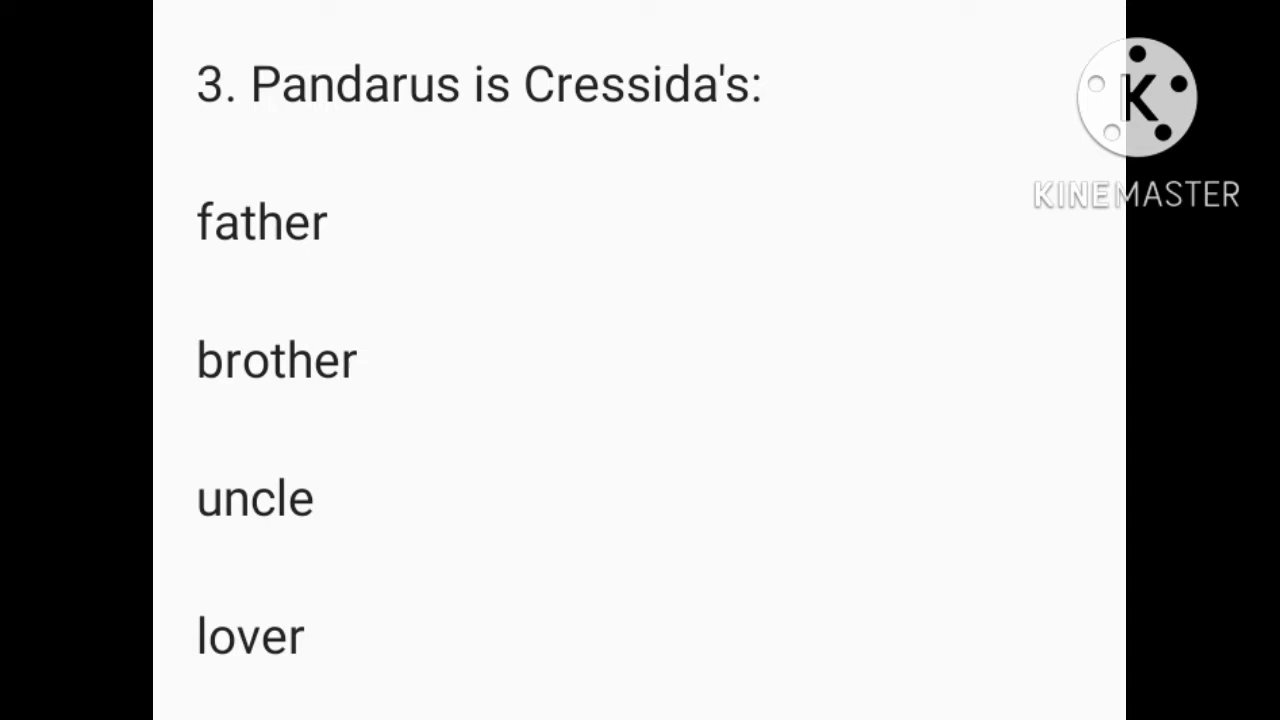 3. Pandarus is Cressida's:
K
KINEMASTER
father
brother
uncle
lover